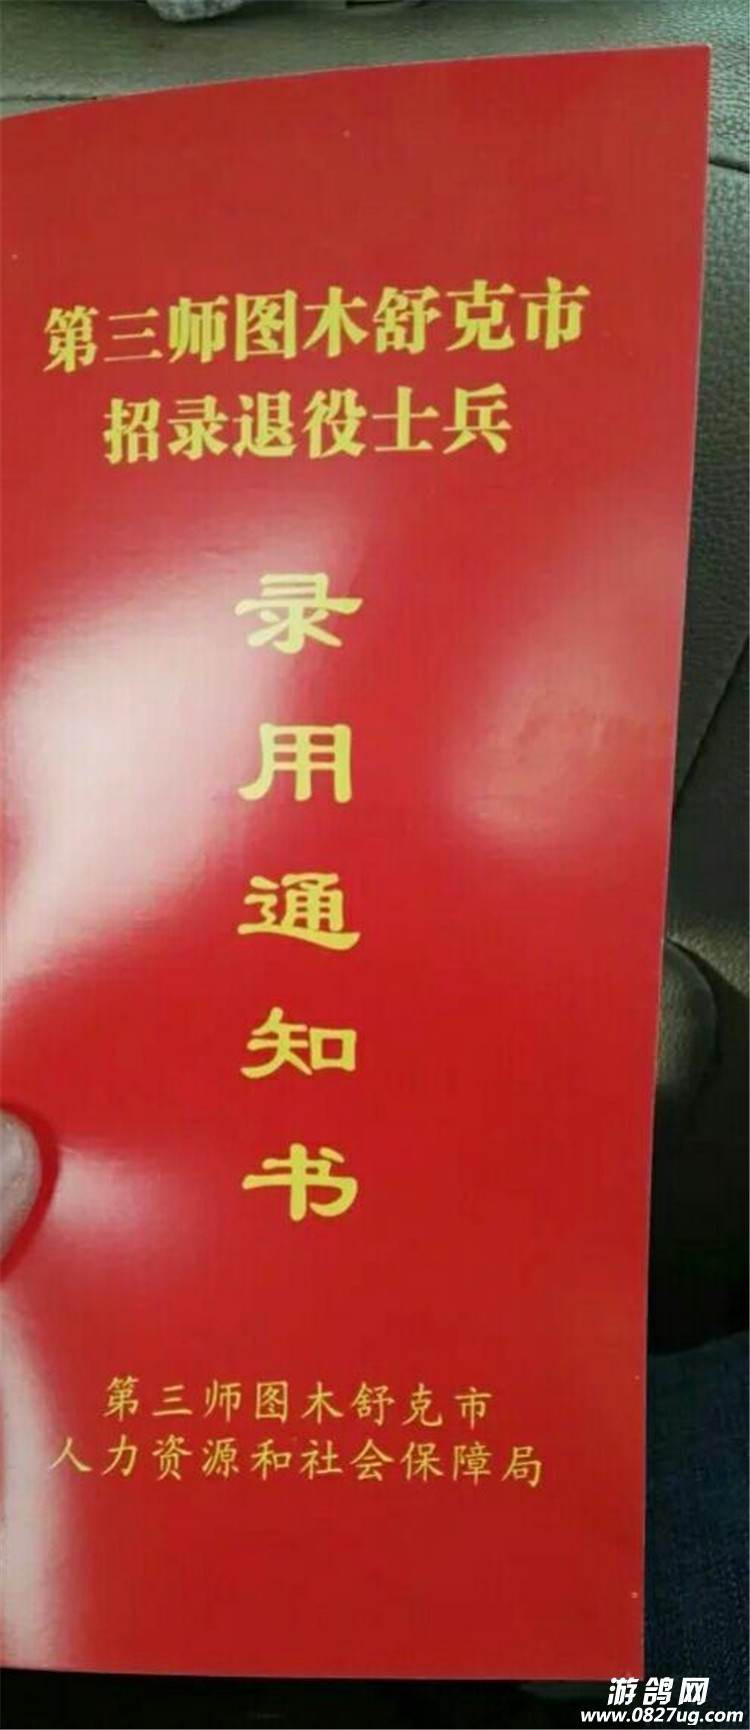 第三师图木舒克市
招录退役士兵
录用通知书
第三师图木舒克市
人力资源和社会保障局
游鸽网
www.0827ug.com